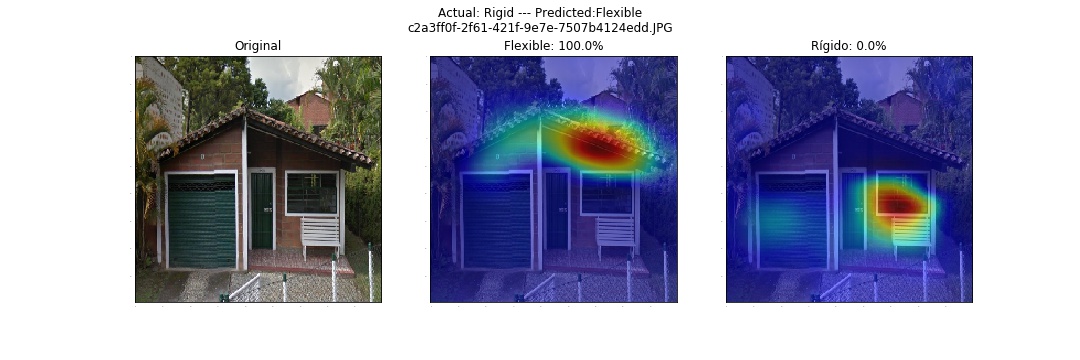 Actual: Rigid --- Predicted:Flexible
c2a3ff0f-2f61-421f-9e7e-7507b4124edd.JPG
Original
Flexible: 100.0%
Rígido: 0.0%